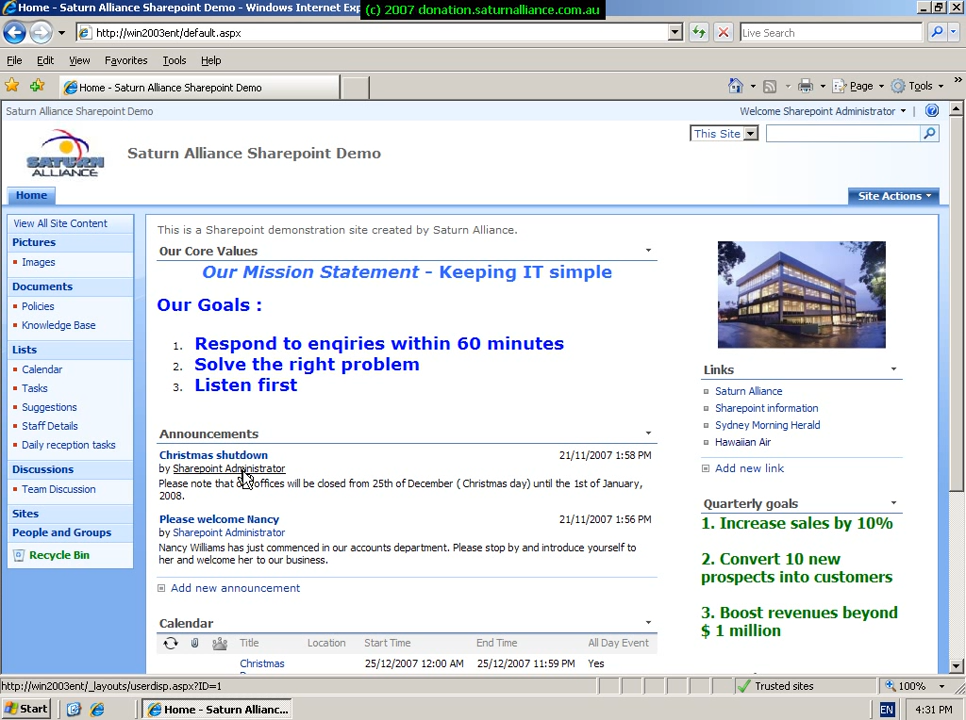 Home - Saturn Alliance Sharepoint Demo - Windows Internet Exp
(c) 2007 donation.saturnalliance.com.au
http://win2003ent/default.aspx
Live Search
File Edit View Favorites Tools Help
Home - Saturn Alliance Sharepoint Demo
Page Tools
Saturn Alliance Sharepoint Demo
Welcome Sharepoint Administrator
SATURN
ALLIANCE
Saturn Alliance Sharepoint Demo
This Site
Home
Site Actions
View All Site Content
Pictures
Images
Documents
Policies
Knowledge Base
Lists
Calendar
Tasks
Suggestions
Staff Details
Daily reception tasks
Discussions
Team Discussion
Sites
People and Groups
Recycle Bin
This is a Sharepoint demonstration site created by Saturn Alliance.
Our Core Values
Our Mission Statement - Keeping IT simple
Our Goals :
1. Respond to enqiries within 60 minutes
2. Solve the right problem
3. Listen first
Announcements
Christmas shutdown 21/11/2007 1:58 PM
by Sharepoint Administrator
Please note that offices will be closed from 25th of December ( Christmas day) until the 1st of January,
2008.
Please welcome Nancy 21/11/2007 1:56 PM
by Sharepoint Administrator
Nancy Williams has just commenced in our accounts department. Please stop by and introduce yourself to
her and welcome her to our business.
Add new announcement
Calendar
Title Location Start Time End Time All Day Event
Christmas 25/12/2007 12:00 AM 25/12/2007 11:59 PM Yes
Links
Saturn Alliance
Sharepoint information
Sydney Morning Herald
Hawaiian Air
Add new link
Quarterly goals
1. Increase sales by 10%
2. Convert 10 new
prospects into customers
3. Boost revenues beyond
$ 1 million
http://win2003ent/_layouts/userdisp.aspx?ID=1
Trusted sites
100%
Start
Home - Saturn Allianc...
EN
4:31 PM